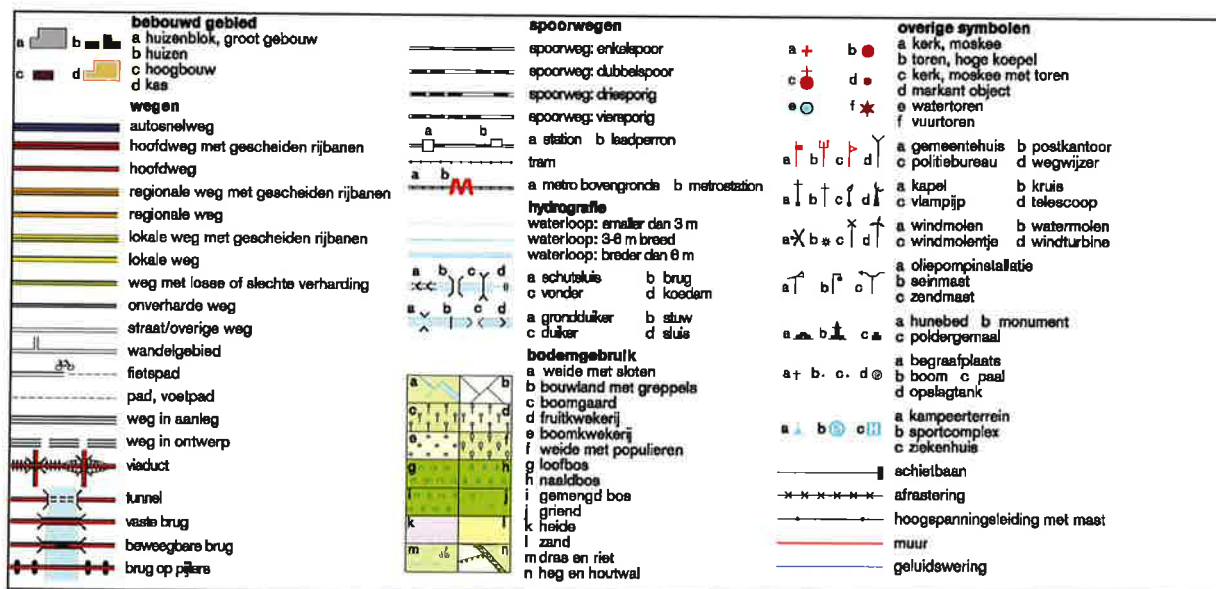 bebouwd gebied
a b a huizenblok, groot gebouw
b huizen
c d c hoogbouw
d kas
wegen
autosnelweg
hoofdweg met gescheiden rijbanen
hoofdweg
regionale weg met gescheiden rijbanen
regionale weg
lokale weg met gescheiden rijbanen
lokale weg
weg met losse of slechte verharding
onverharde weg
straat/overige weg
wandelgebied
fietspad
pad, voetpad
weg in aanleg
weg in ontwerp
viaduct
tunnel
vaste brug
beweegbare brug
brug op pijlers
spoorwegen
spoorweg: enkelspoor
spoorweg: dubbelspoor
spoorweg: driesporig
spoorweg: viersporig
a b
a station b laadperron
tram
a b M
a metro bovengronds b metrostation
hydrografie
waterloop: smaller dan 3 m
waterloop: 3-6 m breed
waterloop: breder dan 6 m
a b c d
a schutsluis b brug
c vonder d koedam
a b c d
a grondduiker b stuw
c duiker d sluis
bodemgebruik
a weide met sloten
a b b bouwland met greppels
c boomgaard
c d d fruitkwekerij
e e boomkwekerij
f f weide met populieren
g h g loofbos
h naaldbos
i j i gemengd bos
j griend
k l k heide
l zand
m n m dras en riet
n heg en houtwal
overige symbolen
a b a kerk, moskee
b toren, hoge koepel
c d c kerk, moskee met toren
d markant object
e f e watertoren
f vuurtoren
a b c d a gemeentehuis b postkantoor
c politiebureau d wegwijzer
a b c d a kapel b kruis
c vlampijp d telescoop
a b c d a windmolen b watermolen
c windmolentje d windturbine
a oliepompinstallatie
a b c b seinmast
c zendmast
a hunebed b monument
a b c c poldergemaal
a begraafplaats
a b c d b boom c paal
d opslagtank
a kampeerterrein
a b c H b sportcomplex
c ziekenhuis
schietbaan
afrastering
hoogspanningsleiding met mast
muur
geluidswering